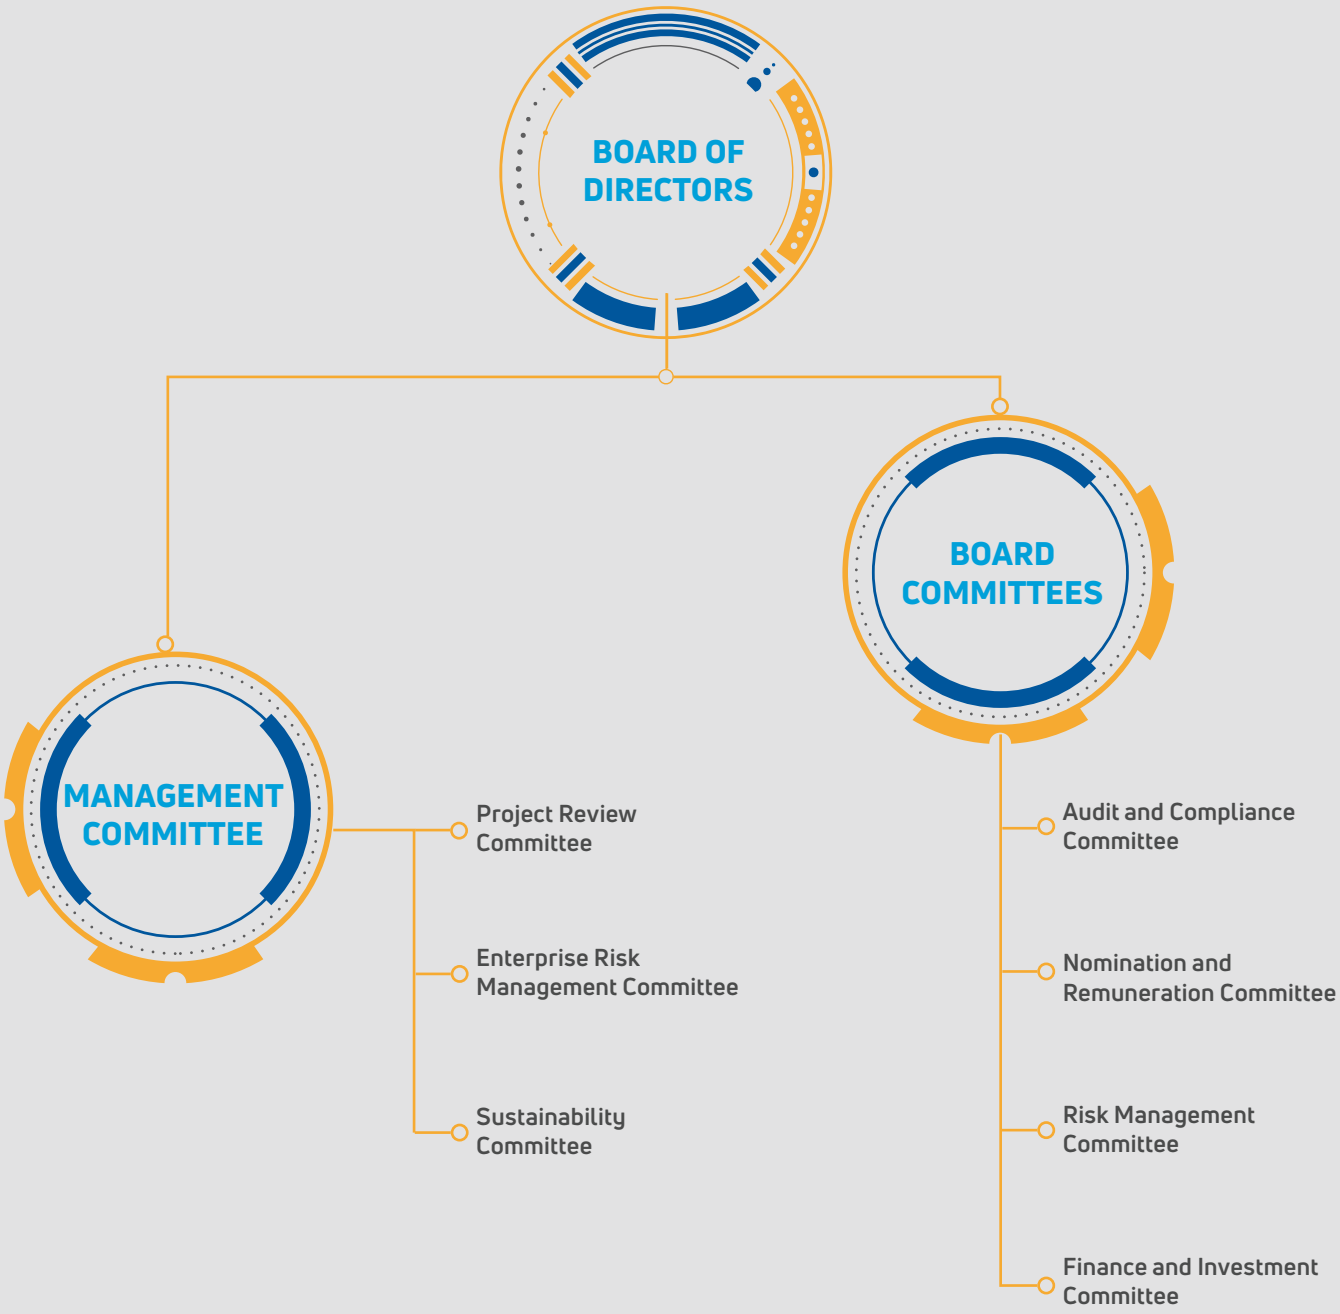 BOARD OF
DIRECTORS
BOARD
COMMITTEES
MANAGEMENT
COMMITTEE
Project Review
Committee
Enterprise Risk
Management Committee
Sustainability
Committee
Audit and Compliance
Committee
Nomination and
Remuneration Committee
Risk Management
Committee
Finance and Investment
Committee